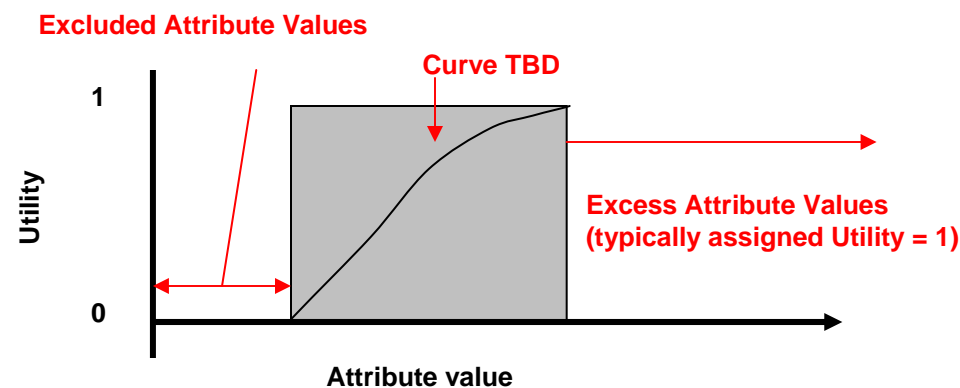 Excluded Attribute Values
Curve TBD
1
Utility
Excess Attribute Values
(typically assigned Utility = 1)
0
Attribute value